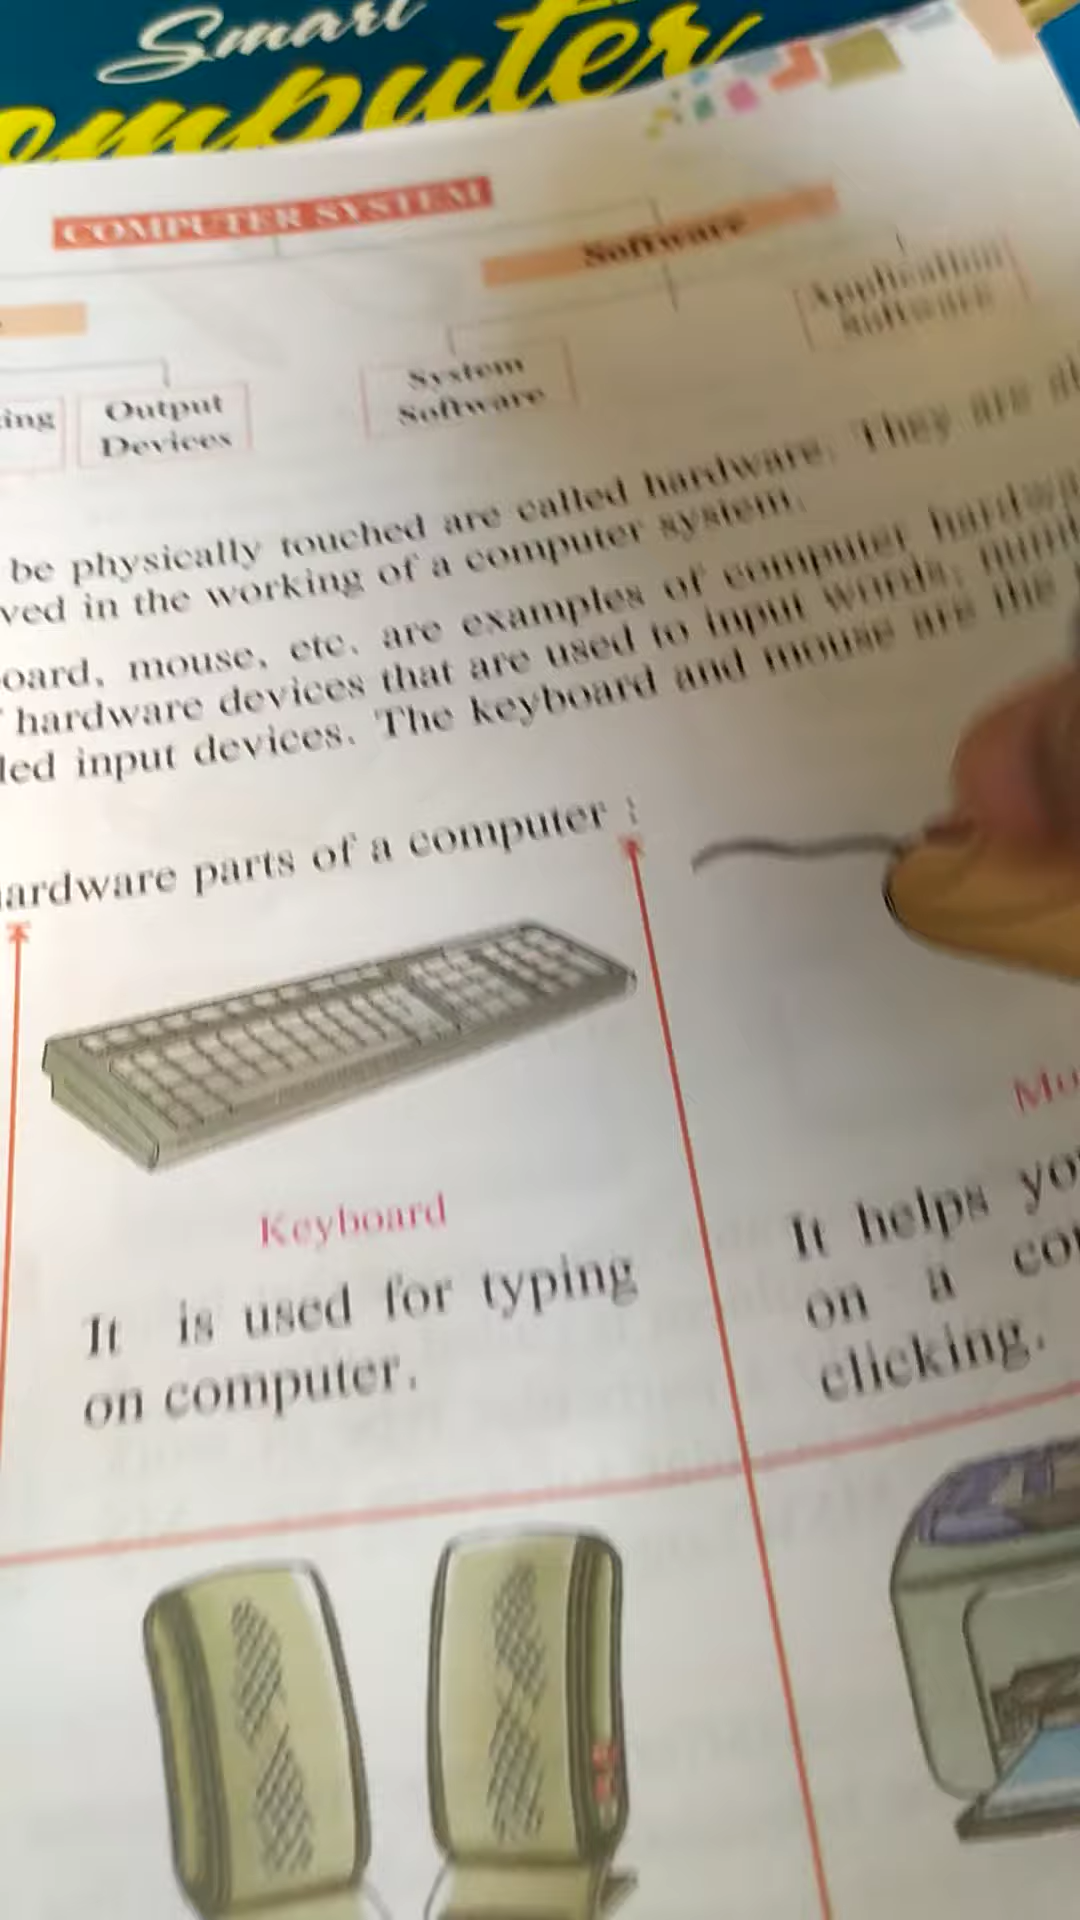 Smart
omputer
COMPUTER SYSTEM
Software
Application
Software
System
Software
ing
Output
Devices
be physically touched are called hardware. They are
ved in the working of a computer system.
oard, mouse, etc. are examples of computer
hardware devices that are used to input words,
led input devices. The keyboard and mouse are the
ardware parts of a computer :
Keyboard
It is used for typing
on computer.
Mo
It helps yo
on a co
clicking.